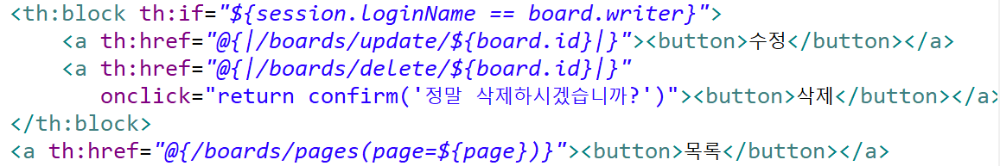 <th:block th:if="${session.loginName == board.writer}">
    <a th:href="@{|/boards/update/${board.id}|}"><button>수정</button></a>
    <a th:href="@{|/boards/delete/${board.id}|}"
       onclick="return confirm('정말 삭제하시겠습니까?')"><button>삭제</button></a>
</th:block>
<a th:href="@{/boards/pages(page=${page})}"><button>목록</button></a>